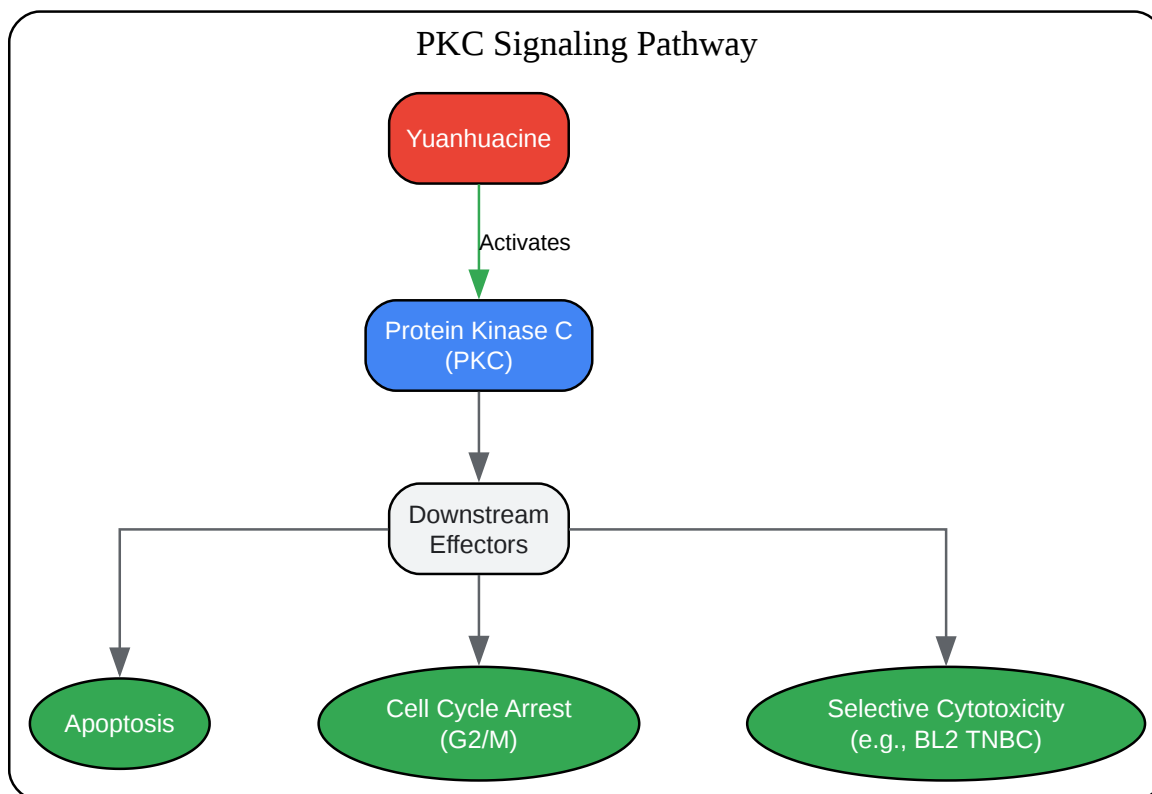 PKC Signaling Pathway
Yuanhuacine
Activates
Protein Kinase C
(PKC)
Downstream
Effectors
Apoptosis
Cell Cycle Arrest
(G2/M)
Selective Cytotoxicity
(e.g., BL2 TNBC)